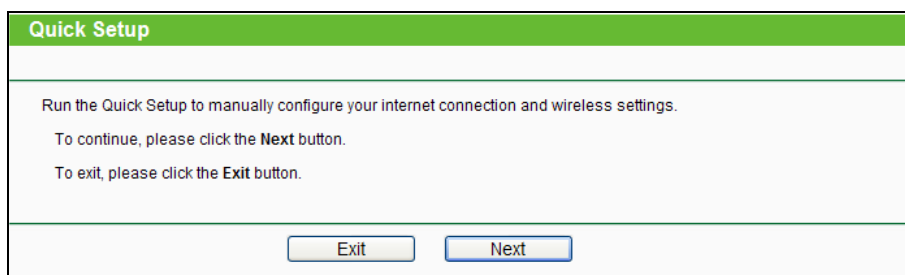 Quick Setup
Run the Quick Setup to manually configure your internet connection and wireless settings.
To continue, please click the Next button.
To exit, please click the Exit button.
Exit Next